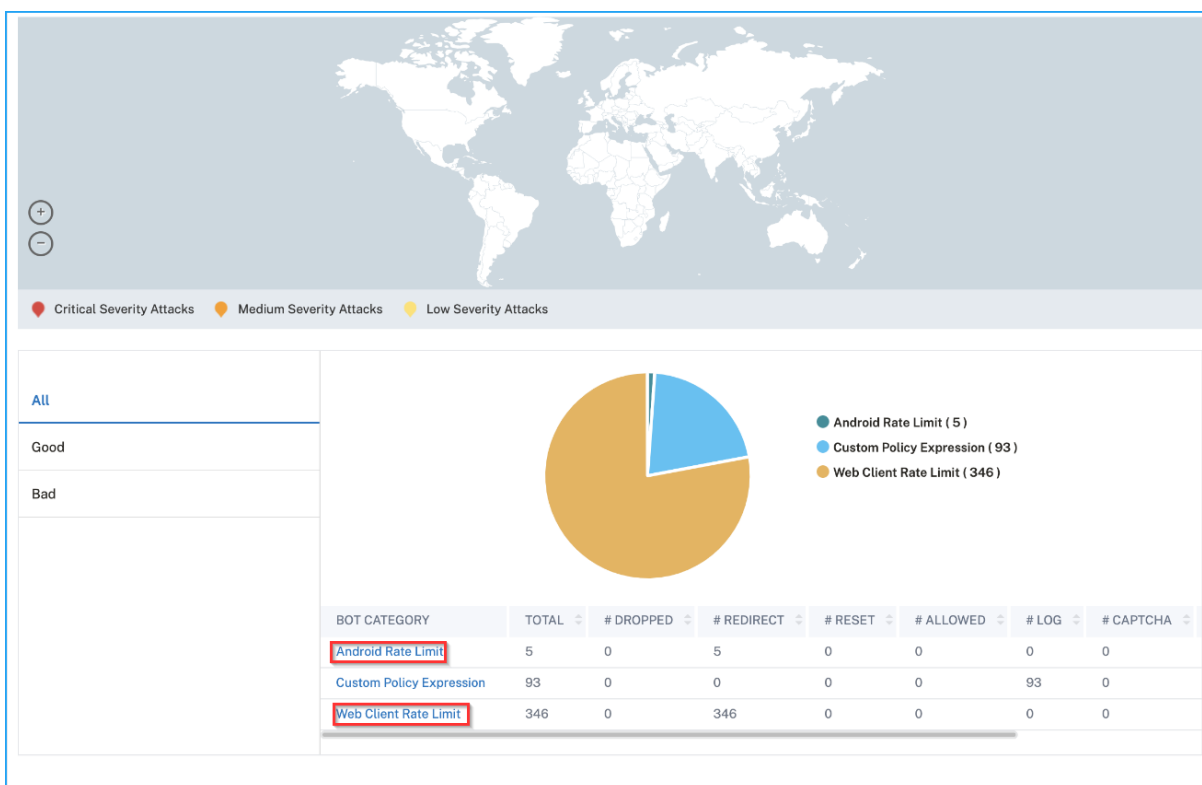 +
−
Critical Severity Attacks Medium Severity Attacks Low Severity Attacks
All
Good
Bad
Android Rate Limit ( 5 )
Custom Policy Expression ( 93 )
Web Client Rate Limit ( 346 )
BOT CATEGORY TOTAL # DROPPED # REDIRECT # RESET # ALLOWED # LOG # CAPTCHA
Android Rate Limit 5 0 5 0 0 0 0
Custom Policy Expression 93 0 0 0 0 93 0
Web Client Rate Limit 346 0 346 0 0 0 0